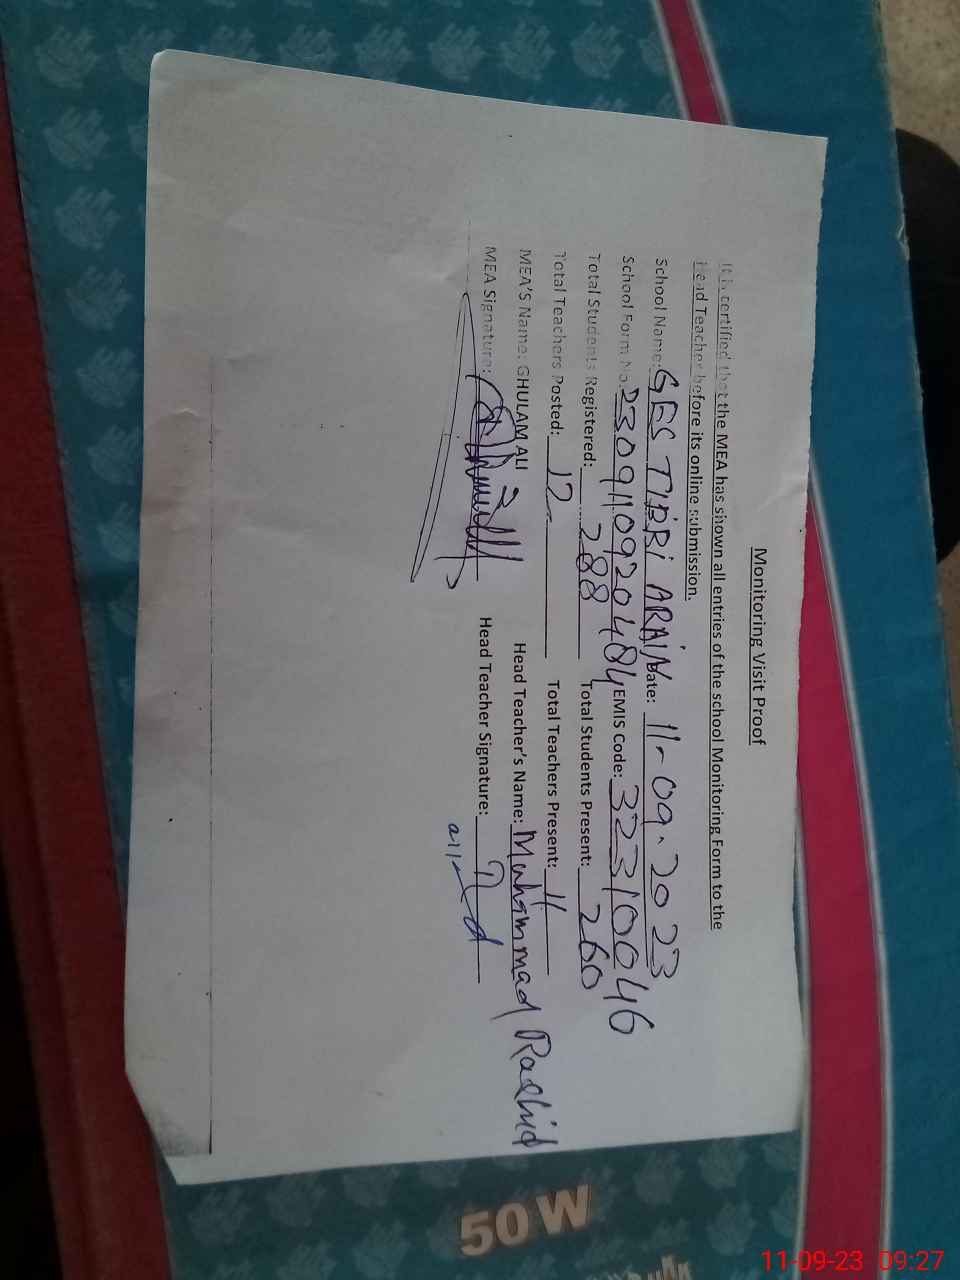 Monitoring Visit Proof
It is certified that the MEA has shown all entries of the school Monitoring Form to the
Head Teacher before its online submission.
School Name: GES TIBRI ARAIN Date: 11-09-2023
School Form No. 2309110920484 EMIS Code: 32310046
Total Students Registered: 288 Total Students Present: 260
Total Teachers Posted: 12 Total Teachers Present: 11
MEA'S Name: GHULAM ALI Head Teacher's Name: Muhammad Rashid
MEA Signature: Head Teacher Signature:
50 W
11-09-23 09:27